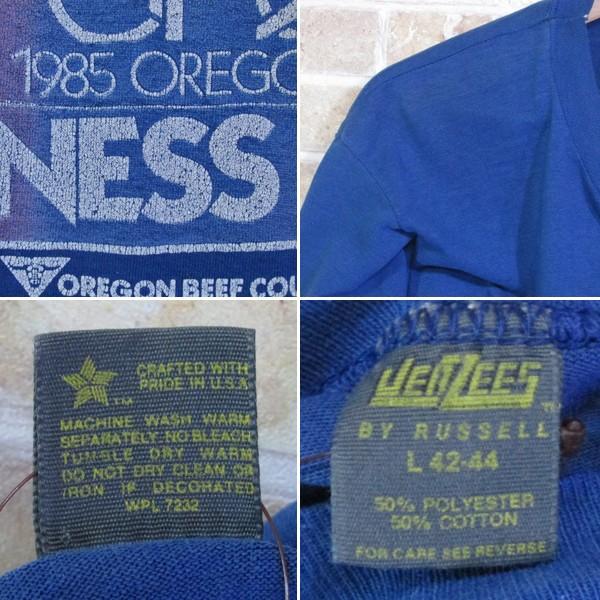 1985 OREGO
NESS
OREGON BEEF COU
CRAFTED WITH
PRIDE IN U.S.A
TM
MACHINE WASH WARM
SEPARATELY. NO BLEACH
TUMBLE DRY WARM
DO NOT DRY CLEAN OR
IRON IF DECORATED
WPL 7232
JERZEES
TM
BY RUSSELL
L 42-44
50% POLYESTER
50% COTTON
FOR CARE SEE REVERSE